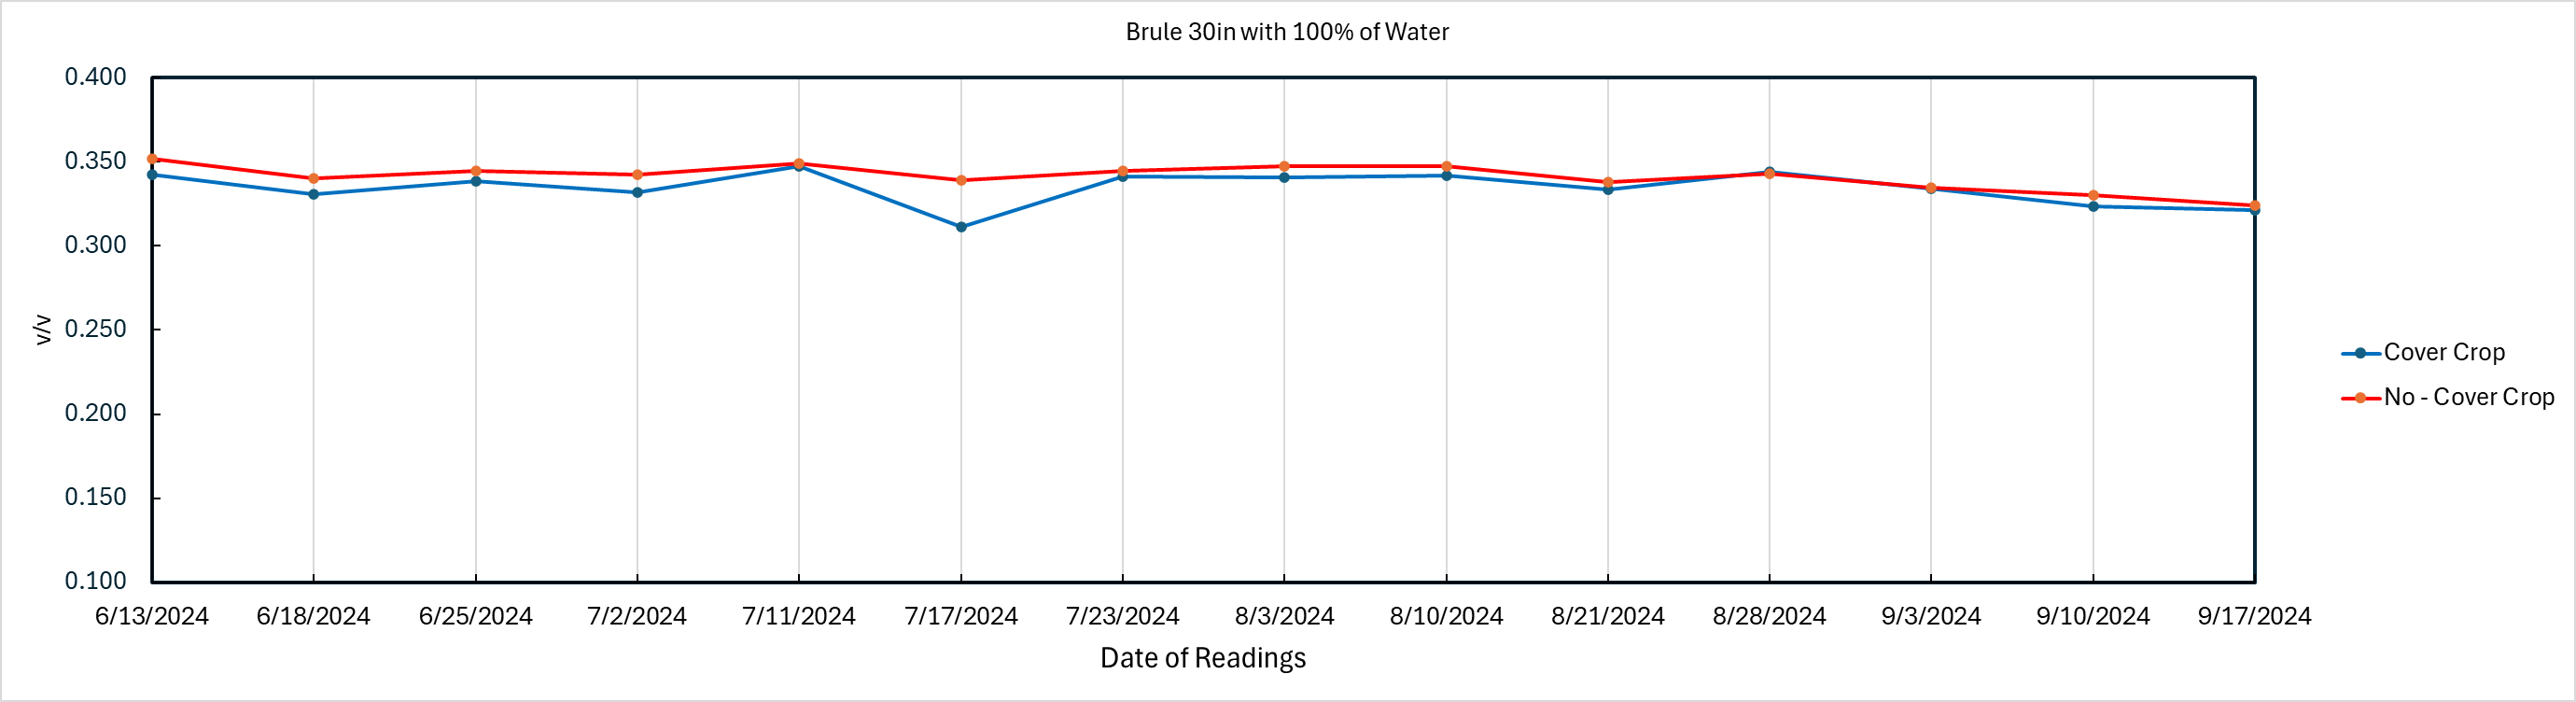 Brule 30in with 100% of Water
0.400
0.350
0.300
0.250
0.200
0.150
0.100
v/v
6/13/2024 6/18/2024 6/25/2024 7/2/2024 7/11/2024 7/17/2024 7/23/2024 8/3/2024 8/10/2024 8/21/2024 8/28/2024 9/3/2024 9/10/2024 9/17/2024
Date of Readings
Cover Crop
No - Cover Crop